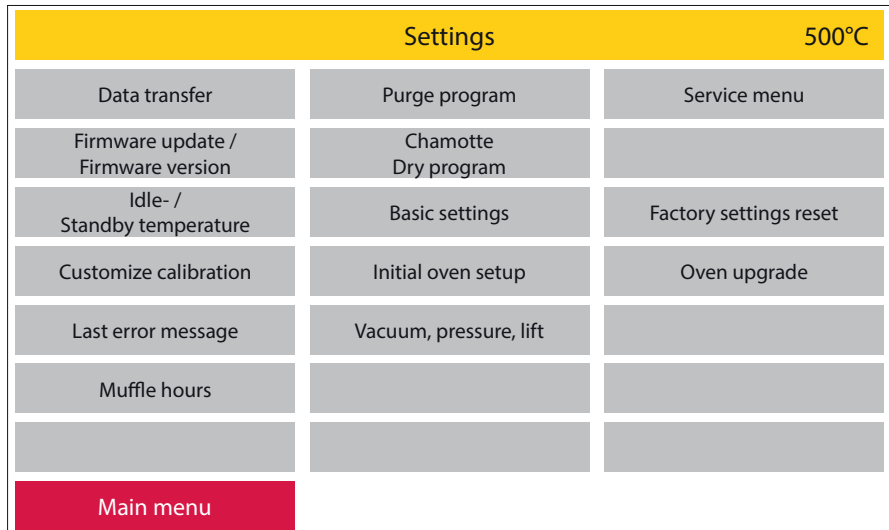 Settings 500°C
Data transfer Purge program Service menu
Firmware update / Chamotte
Firmware version Dry program
Idle- /
Standby temperature Basic settings Factory settings reset
Customize calibration Initial oven setup Oven upgrade
Last error message Vacuum, pressure, lift
Muffle hours
Main menu